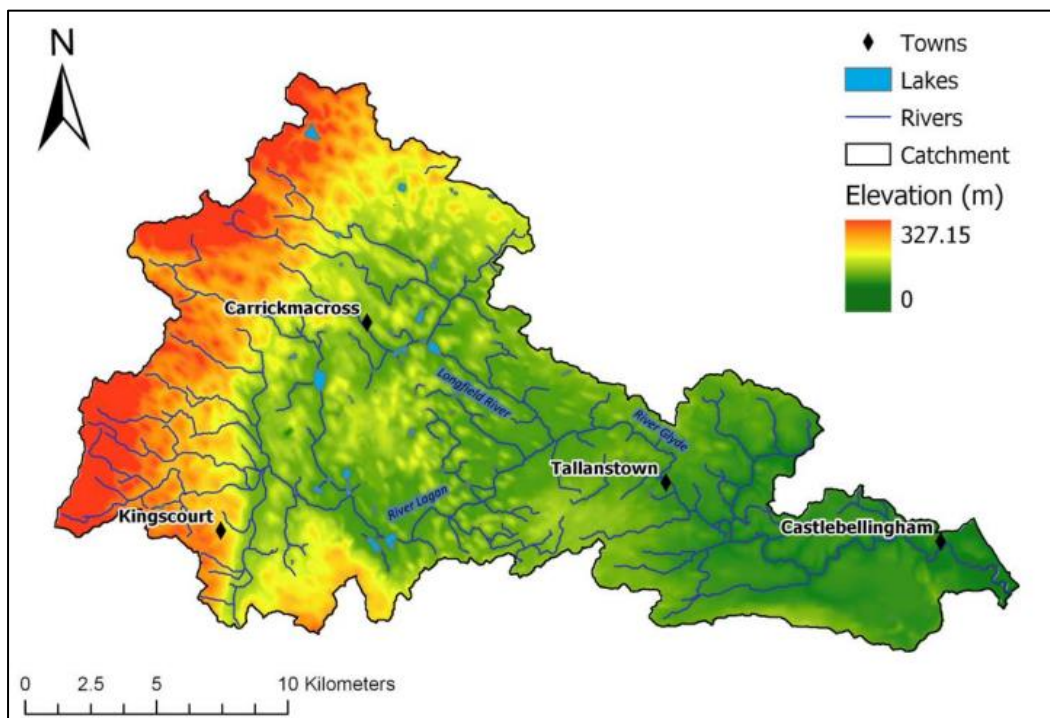 N
Towns
Lakes
Rivers
Catchment
Elevation (m)
327.15
0
Carrickmacross
Longfield River
River Glyde
Tallanstown
River Lagan
Kingscourt
Castlebellingham
0 2.5 5 10 Kilometers